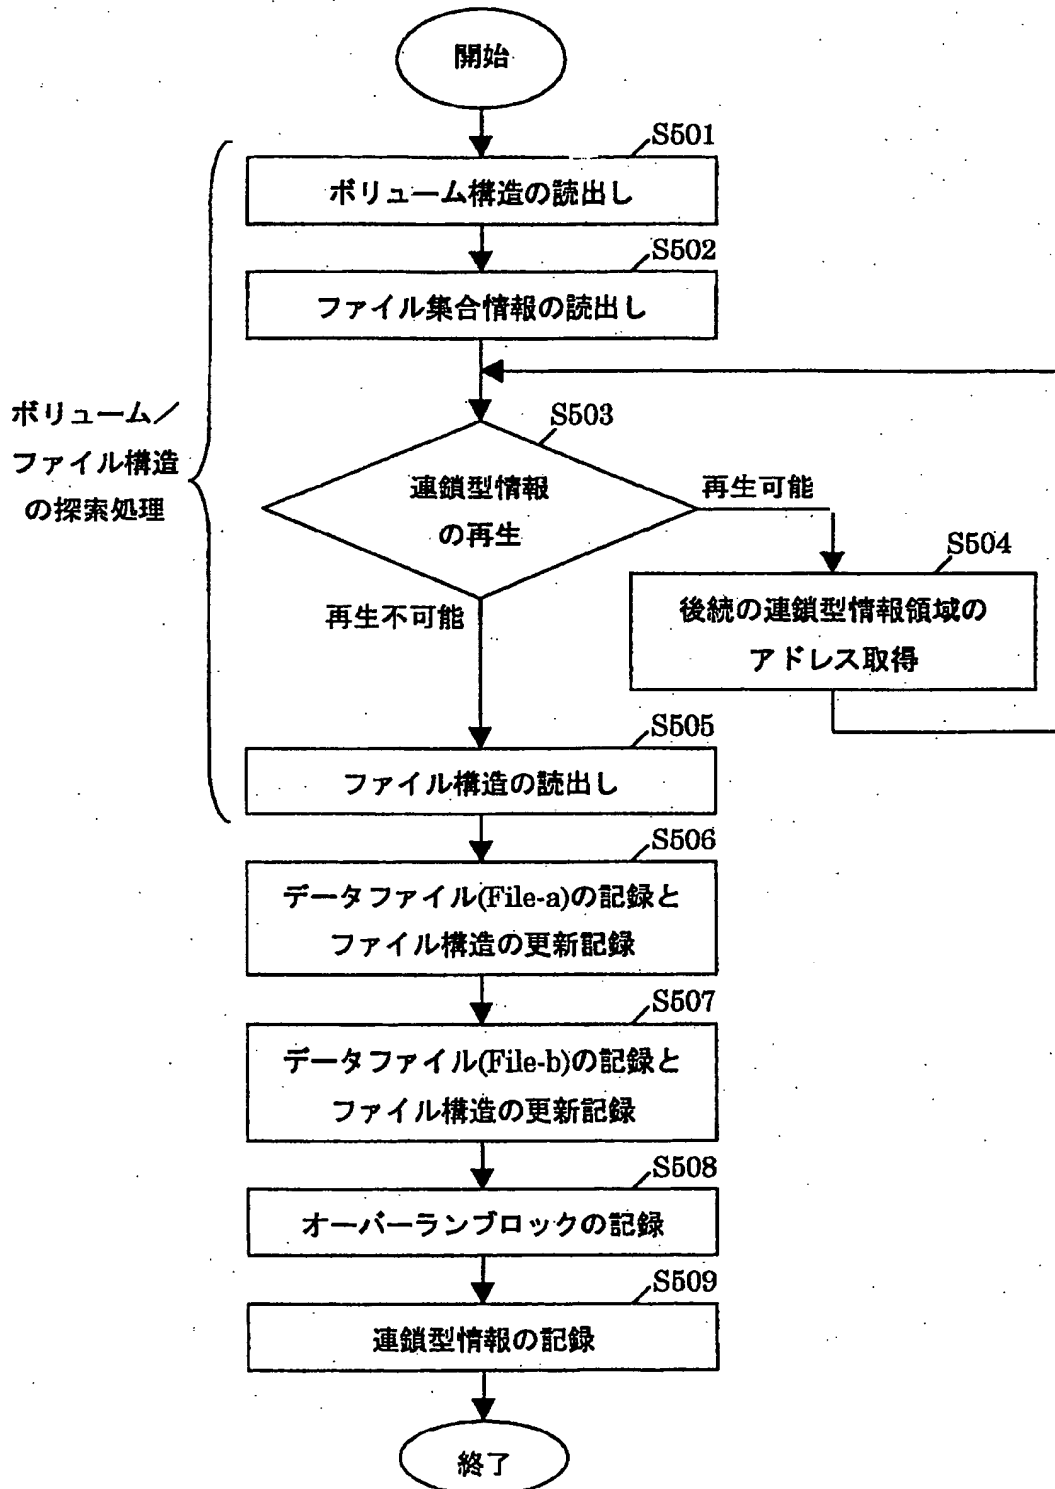 開始
S501
ボリューム構造の読出し
S502
ファイル集合情報の読出し
ボリューム／
ファイル構造
の探索処理
S503
連鎖型情報
の再生
再生可能
再生不可能
S504
後続の連鎖型情報領域の
アドレス取得
S505
ファイル構造の読出し
S506
データファイル(File-a)の記録と
ファイル構造の更新記録
S507
データファイル(File-b)の記録と
ファイル構造の更新記録
S508
オーバーランブロックの記録
S509
連鎖型情報の記録
終了